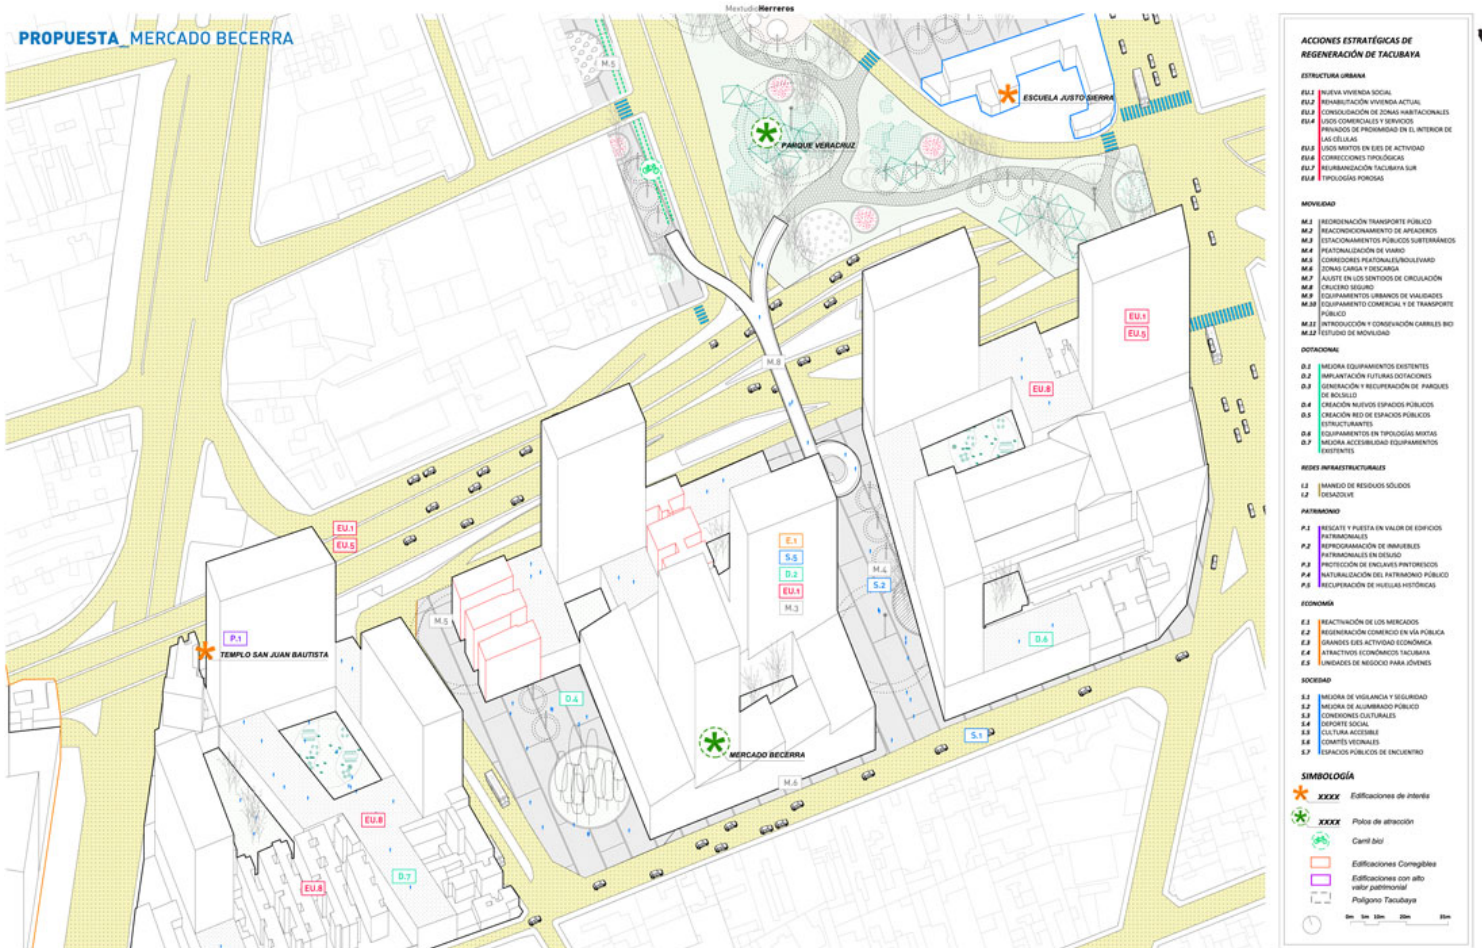 Mextudio Herreros
PROPUESTA_MERCADO BECERRA
M.5
ESCUELA JUSTO SIERRA
PARQUE VERACRUZ
EU.1
EU.5
M.8
EU.8
EU.1
EU.5
E.1
S.5
D.2
EU.1
M.3
M.4
S.2
M.5
P.1
TEMPLO SAN JUAN BAUTISTA
D.6
D.4
S.1
MERCADO BECERRA
M.6
EU.8
D.7
EU.8
ACCIONES ESTRATÉGICAS DE
REGENERACIÓN DE TACUBAYA
ESTRUCTURA URBANA
EU.1 NUEVA VIVIENDA SOCIAL
EU.2 REHABILITACIÓN VIVIENDA ACTUAL
EU.3 CONSOLIDACIÓN DE ZONAS HABITACIONALES
EU.4 USOS COMERCIALES Y SERVICIOS
PRIVADOS DE PROXIMIDAD EN EL INTERIOR DE
LAS CÉLULAS
EU.5 USOS MIXTOS EN EJES DE ACTIVIDAD
EU.6 CORRECCIONES TIPOLÓGICAS
EU.7 REURBANIZACIÓN TACUBAYA SUR
EU.8 TIPOLOGÍAS POROSAS
MOVILIDAD
M.1 REORDENACIÓN TRANSPORTE PÚBLICO
M.2 REACONDICIONAMIENTO DE APEADEROS
M.3 ESTACIONAMIENTOS PÚBLICOS SUBTERRÁNEOS
M.4 PEATONALIZACIÓN DE VIARIO
M.5 CORREDORES PEATONALES/BOULEVARD
M.6 ZONAS CARGA Y DESCARGA
M.7 AJUSTE EN LOS SENTIDOS DE CIRCULACIÓN
M.8 CRUCERO SEGURO
M.9 EQUIPAMIENTOS URBANOS DE VIALIDADES
M.10 EQUIPAMIENTO COMERCIAL Y DE TRANSPORTE
PÚBLICO
M.11 INTRODUCCIÓN Y CONSEVACIÓN CARRILES BICI
M.12 ESTUDIO DE MOVILIDAD
DOTACIONAL
D.1 MEJORA EQUIPAMIENTOS EXISTENTES
D.2 IMPLANTACIÓN FUTURAS DOTACIONES
D.3 GENERACIÓN Y RECUPERACIÓN DE PARQUES
DE BOLSILLO
D.4 CREACIÓN NUEVOS ESPACIOS PÚBLICOS
D.5 CREACIÓN RED DE ESPACIOS PÚBLICOS
ESTRUCTURANTES
D.6 EQUIPAMIENTOS EN TIPOLOGÍAS MIXTAS
D.7 MEJORA ACCESIBILIDAD EQUIPAMIENTOS
EXISTENTES
REDES INFRAESTRUCTURALES
I.1 MANEJO DE RESIDUOS SÓLIDOS
I.2 DESAZOLVE
PATRIMONIO
P.1 RESCATE Y PUESTA EN VALOR DE EDIFICIOS
PATRIMONIALES
P.2 REPROGRAMACIÓN DE INMUEBLES
PATRIMONIALES EN DESUSO
P.3 PROTECCIÓN DE ENCLAVES PINTORESCOS
P.4 NATURALIZACIÓN DEL PATRIMONIO PÚBLICO
P.5 RECUPERACIÓN DE HUELLAS HISTÓRICAS
ECONOMÍA
E.1 REACTIVACIÓN DE LOS MERCADOS
E.2 REGENERACIÓN COMERCIO EN VÍA PÚBLICA
E.3 GRANDES EJES ACTIVIDAD ECONÓMICA
E.4 ATRACTIVOS ECONÓMICOS TACUBAYA
E.5 UNIDADES DE NEGOCIO PARA JÓVENES
SOCIEDAD
S.1 MEJORA DE VIGILANCIA Y SEGURIDAD
S.2 MEJORA DE ALUMBRADO PÚBLICO
S.3 CONEXIONES CULTURALES
S.4 DEPORTE SOCIAL
S.5 CULTURA ACCESIBLE
S.6 COMITÉS VECINALES
S.7 ESPACIOS PÚBLICOS DE ENCUENTRO
SIMBOLOGÍA
XXXX Edificaciones de interés
XXXX Polos de atracción
Carril bici
Edificaciones Corregibles
Edificaciones con alto
valor patrimonial
Polígono Tacubaya
0m 5m 10m 20m 35m